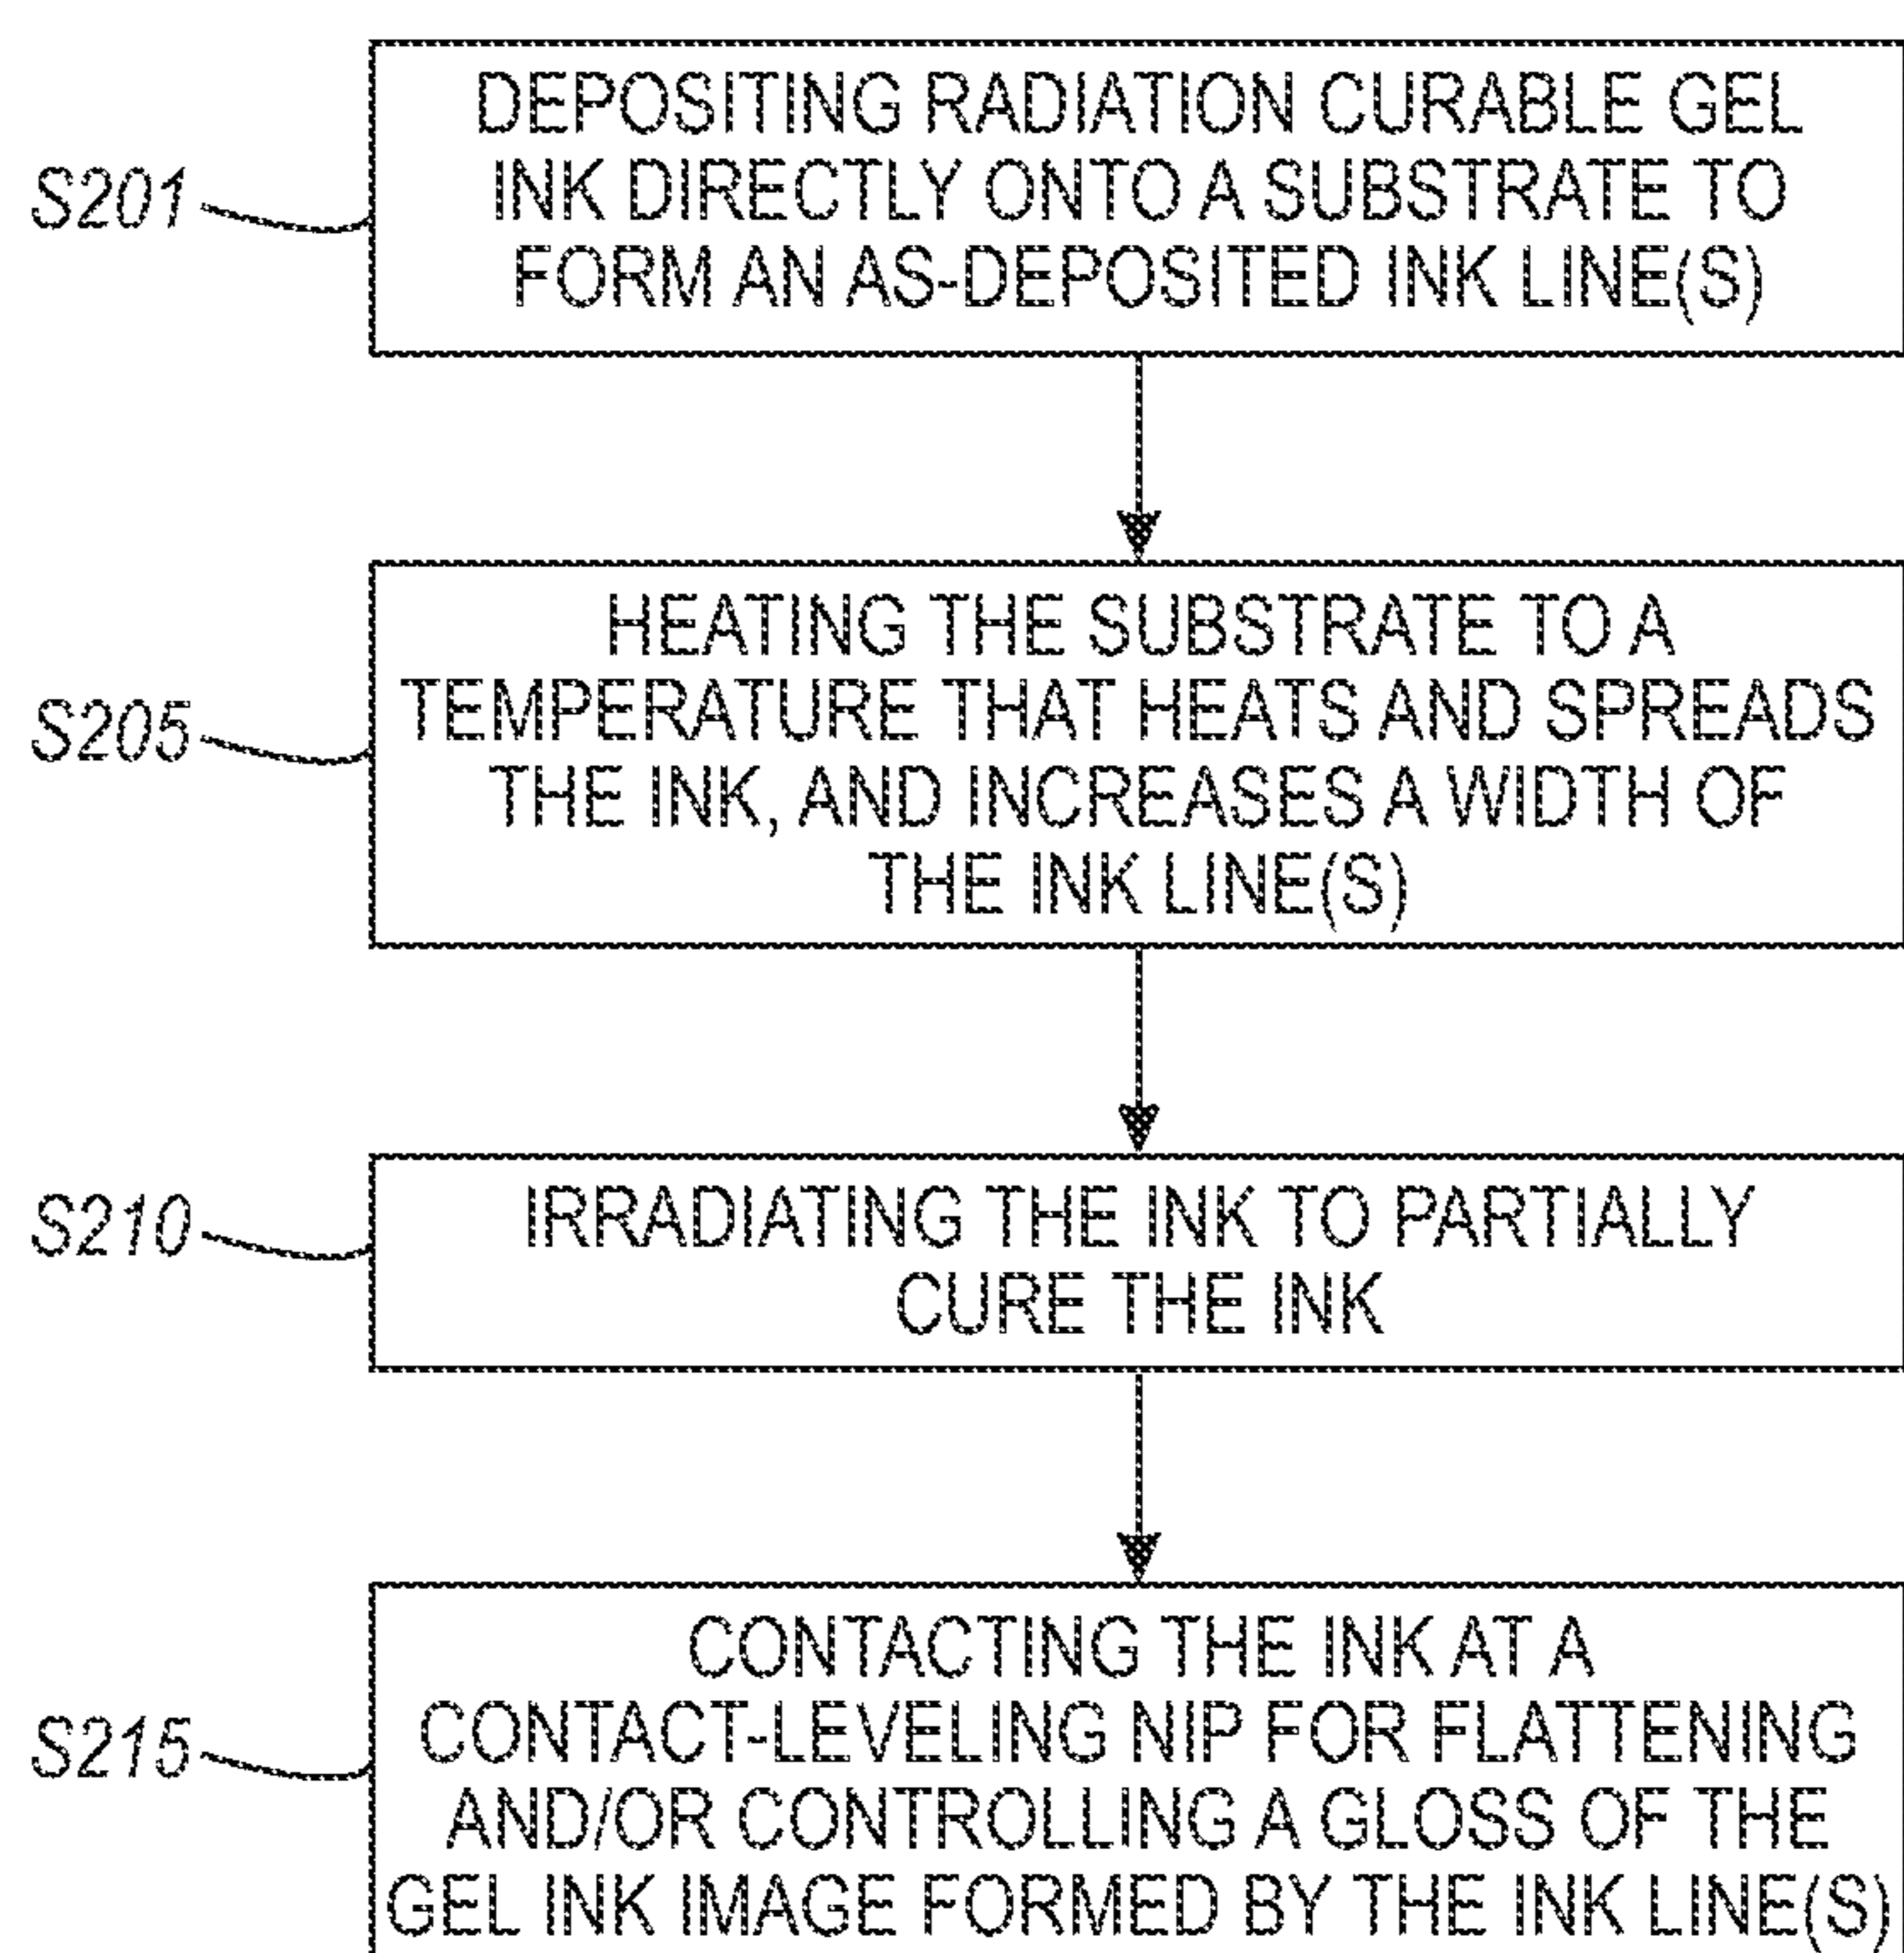 S201
DEPOSITING RADIATION CURABLE GEL
INK DIRECTLY ONTO A SUBSTRATE TO
FORM AN AS-DEPOSITED INK LINE(S)
S205
HEATING THE SUBSTRATE TO A
TEMPERATURE THAT HEATS AND SPREADS
THE INK, AND INCREASES A WIDTH OF
THE INK LINE(S)
S210
IRRADIATING THE INK TO PARTIALLY
CURE THE INK
S215
CONTACTING THE INK AT A
CONTACT-LEVELING NIP FOR FLATTENING
AND/OR CONTROLLING A GLOSS OF THE
GEL INK IMAGE FORMED BY THE INK LINE(S)